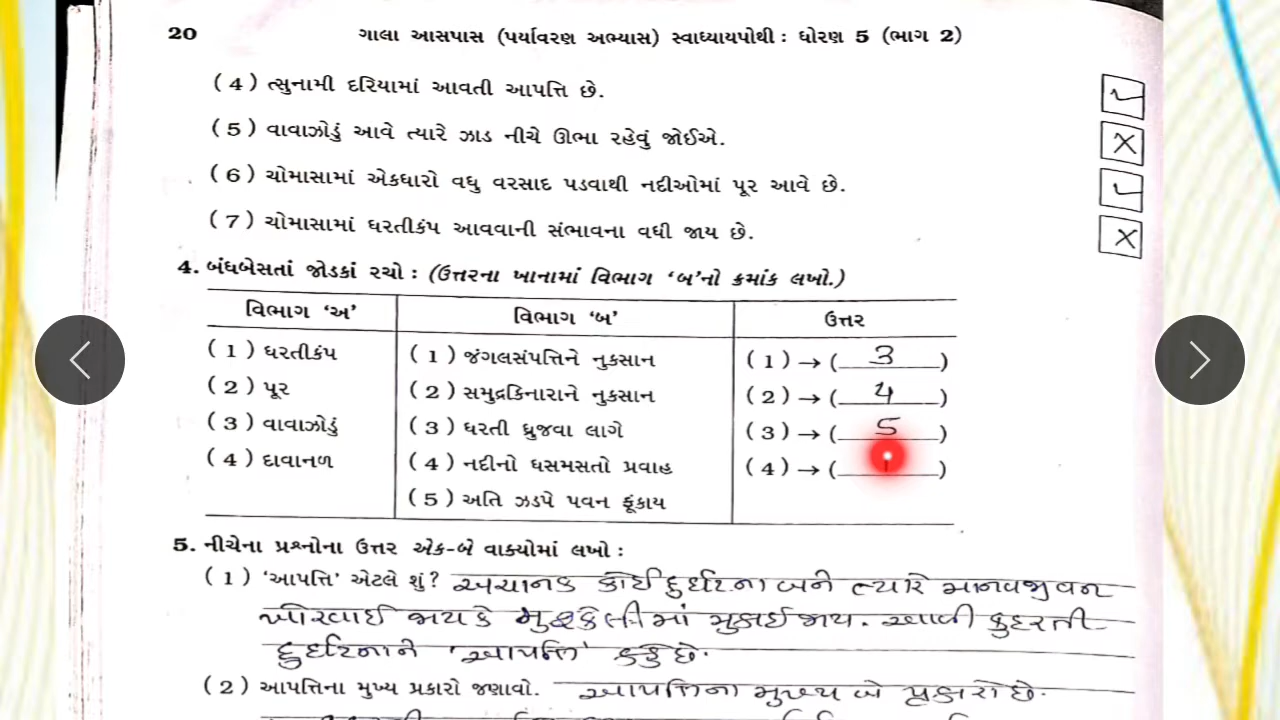 20 ગાલા આસપાસ (પર્યાવરણ અભ્યાસ) સ્વાધ્યાયપોથી : ધોરણ 5 (ભાગ 2)
(4) ત્સુનામી દરિયામાં આવતી આપત્તિ છે. ✓
(5) વાવાઝોડું આવે ત્યારે ઝાડ નીચે ઊભા રહેવું જોઈએ. X
(6) ચોમાસામાં એકધારો વધુ વરસાદ પડવાથી નદીઓમાં પૂર આવે છે. ✓
(7) ચોમાસામાં ધરતીકંપ આવવાની સંભાવના વધી જાય છે. X
4. બંધબેસતાં જોડકાં રચો : (ઉત્તરના ખાનામાં વિભાગ ‘બ’નો ક્રમાંક લખો.)
વિભાગ ‘અ’ વિભાગ ‘બ’ ઉત્તર
(1) ધરતીકંપ (1) જંગલસંપત્તિને નુકસાન (1) → ( 3 )
(2) પૂર (2) સમુદ્રકિનારાને નુકસાન (2) → ( 4 )
(3) વાવાઝોડું (3) ધરતી ધ્રુજવા લાગે (3) → ( 5 )
(4) દાવાનળ (4) નદીનો ધસમસતો પ્રવાહ (4) → ( 1 )
(5) અતિ ઝડપે પવન ફૂંકાય
5. નીચેના પ્રશ્નોના ઉત્તર એક-બે વાક્યોમાં લખો :
(1) ‘આપત્તિ’ એટલે શું? અચાનક કોઈ દુર્ઘટના બને ત્યારે માનવજીવન
ખોરવાઈ જાય કે મુશ્કેલીમાં મુકાઈ જાય. આવી કુદરતી
દુર્ઘટનાને ‘આપત્તિ’ કહે છે.
(2) આપત્તિના મુખ્ય પ્રકારો જણાવો. આપત્તિના મુખ્ય બે પ્રકારો છે.